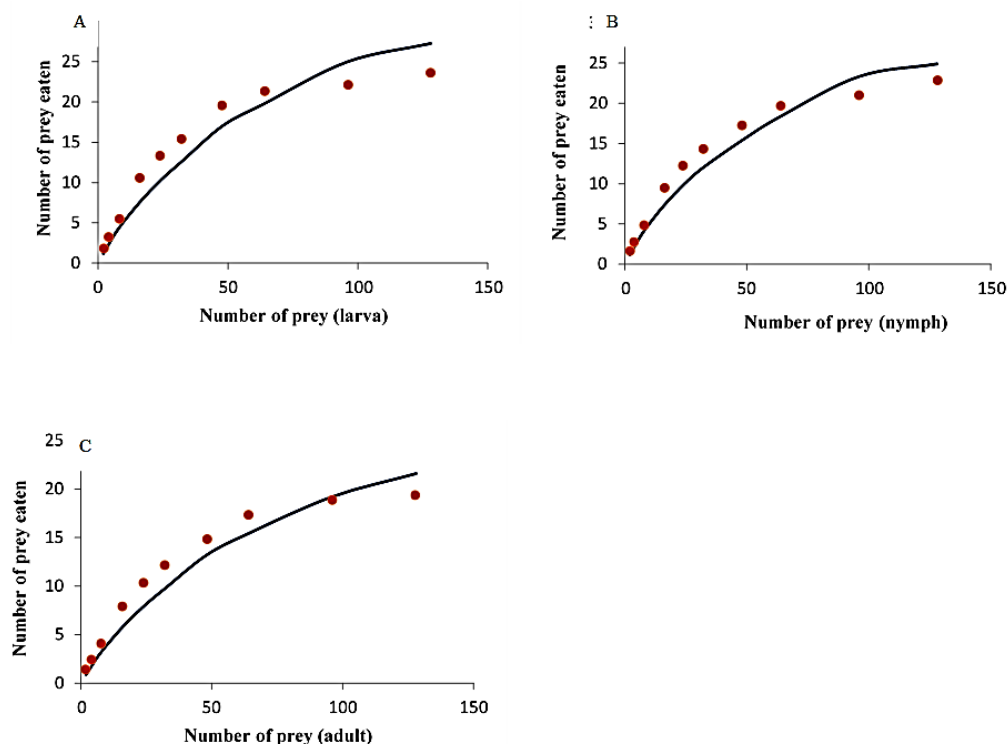 A
Number of prey eaten
25
20
15
10
5
0
0 50 100 150
Number of prey (larva)
: B
Number of prey eaten
25
20
15
10
5
0
0 50 100 150
Number of prey (nymph)
C
Number of prey eaten
25
20
15
10
5
0
0 50 100 150
Number of prey (adult)